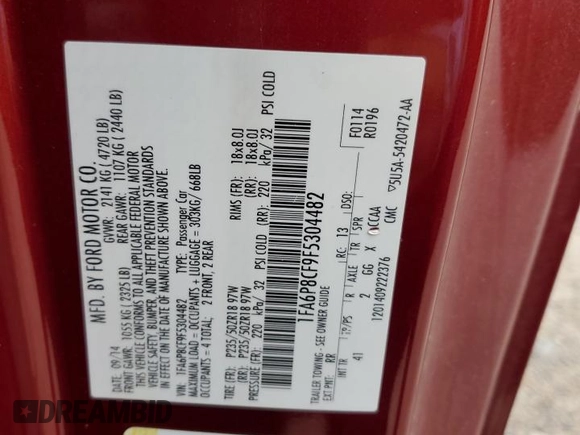 MFD. BY FORD MOTOR CO.
DATE: 09/14 GVWR: 2141 KG ( 4720 LB)
FRONT GAWR: 1055 KG ( 2325 LB) REAR GAWR: 1107 KG ( 2440 LB)
THIS VEHICLE CONFORMS TO ALL APPLICABLE FEDERAL MOTOR
VEHICLE SAFETY, BUMPER, AND THEFT PREVENTION STANDARDS
IN EFFECT ON THE DATE OF MANUFACTURE SHOWN ABOVE.
VIN: 1FA6P8CF9F5304482 TYPE: Passenger Car
MAXIMUM LOAD = OCCUPANTS + LUGGAGE = 303KG/ 668LB
OCCUPANTS = 4 TOTAL: 2 FRONT, 2 REAR
TIRE (FR): P235/50ZR18 97W RIMS (FR): 18x8.0J
(RR): P235/50ZR18 97W (RR): 18x8.0J
PRESSURE (FR): 220 kPa/ 32 PSI COLD (RR): 220 kPa/ 32 PSI COLD
1FA6P8CF9F5304482
TRAILER TOWING - SEE OWNER GUIDE F0114
EXT PNT: RR RC: 13 DSO: R0196
INT TR TP/PS R AXLE TR SPR
41 2 GG X CMC
1201409222376 ▽5U5A-5420472-AA
DREAMBID